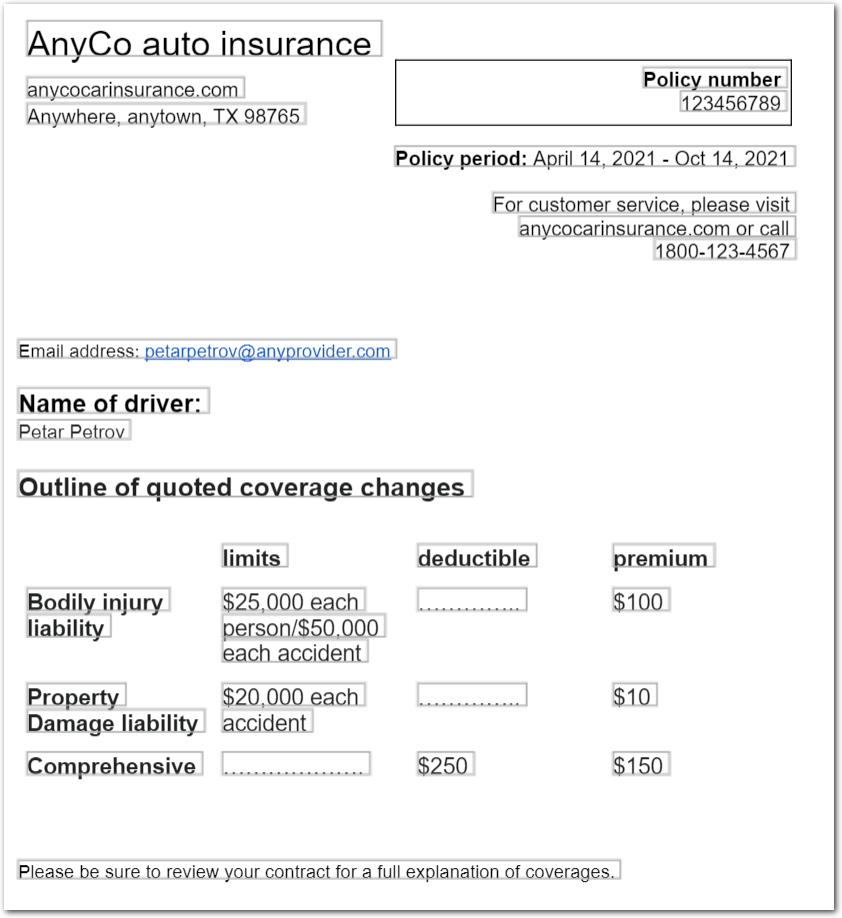 AnyCo auto insurance
anycocarinsurance.com
Anywhere, anytown, TX 98765
Policy number
123456789
Policy period: April 14, 2021 - Oct 14, 2021
For customer service, please visit
anycocarinsurance.com or call
1800-123-4567
Email address: petarpetrov@anyprovider.com
Name of driver:
Petar Petrov
Outline of quoted coverage changes
limits deductible premium
Bodily injury $25,000 each .............. $100
liability person/$50,000
each accident
Property $20,000 each .............. $10
Damage liability accident
Comprehensive ................... $250 $150
Please be sure to review your contract for a full explanation of coverages.